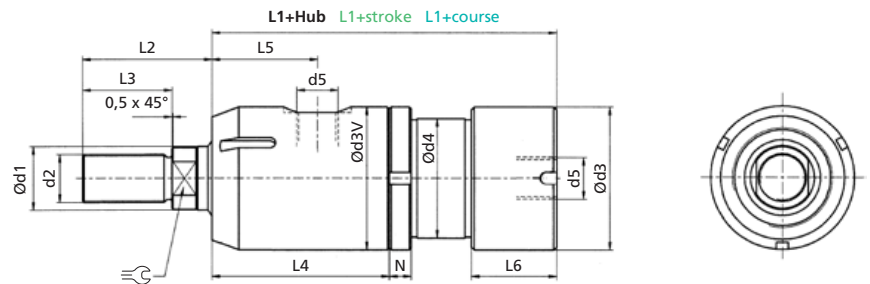 L1+Hub L1+stroke L1+course
L2 L5
L3 d5
0,5 x 45°
Ød1 d2 Ød3V Ød4 d5 Ød3
L4 N L6